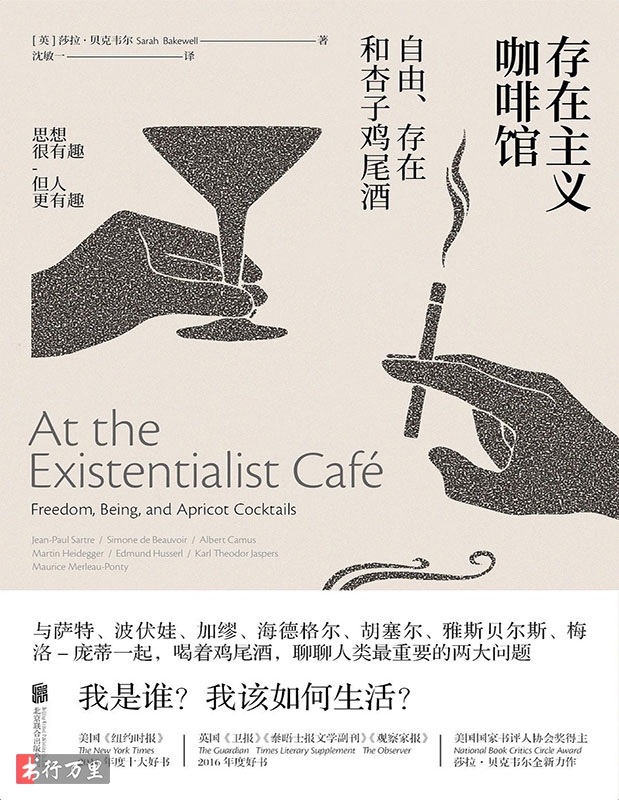 [ 英 ] 莎拉·贝克韦尔 Sarah Bakewell 著
沈敏一 译
存在主义
咖啡馆
自由、存在
和杏子鸡尾酒
思想
很有趣
-
但人
更有趣
At the
Existentialist Café
Freedom, Being, and Apricot Cocktails
Jean-Paul Sartre / Simone de Beauvoir / Albert Camus
Martin Heidegger / Edmund Husserl / Karl Theodor Jaspers
Maurice Merleau-Ponty
与萨特、波伏娃、加缪、海德格尔、胡塞尔、雅斯贝尔斯、梅
洛－庞蒂一起，喝着鸡尾酒，聊聊人类最重要的两大问题
我是谁？我该如何生活？
北京联合出版公
美国《纽约时报》
The New York Times
年度十大好书
英国《卫报》《泰晤士报文学副刊》《观察家报》
The Guardian Times Literary Supplement The Observer
2016 年度好书
美国国家书评人协会奖得主
National Book Critics Circle Award
莎拉·贝克韦尔全新力作
书行万里